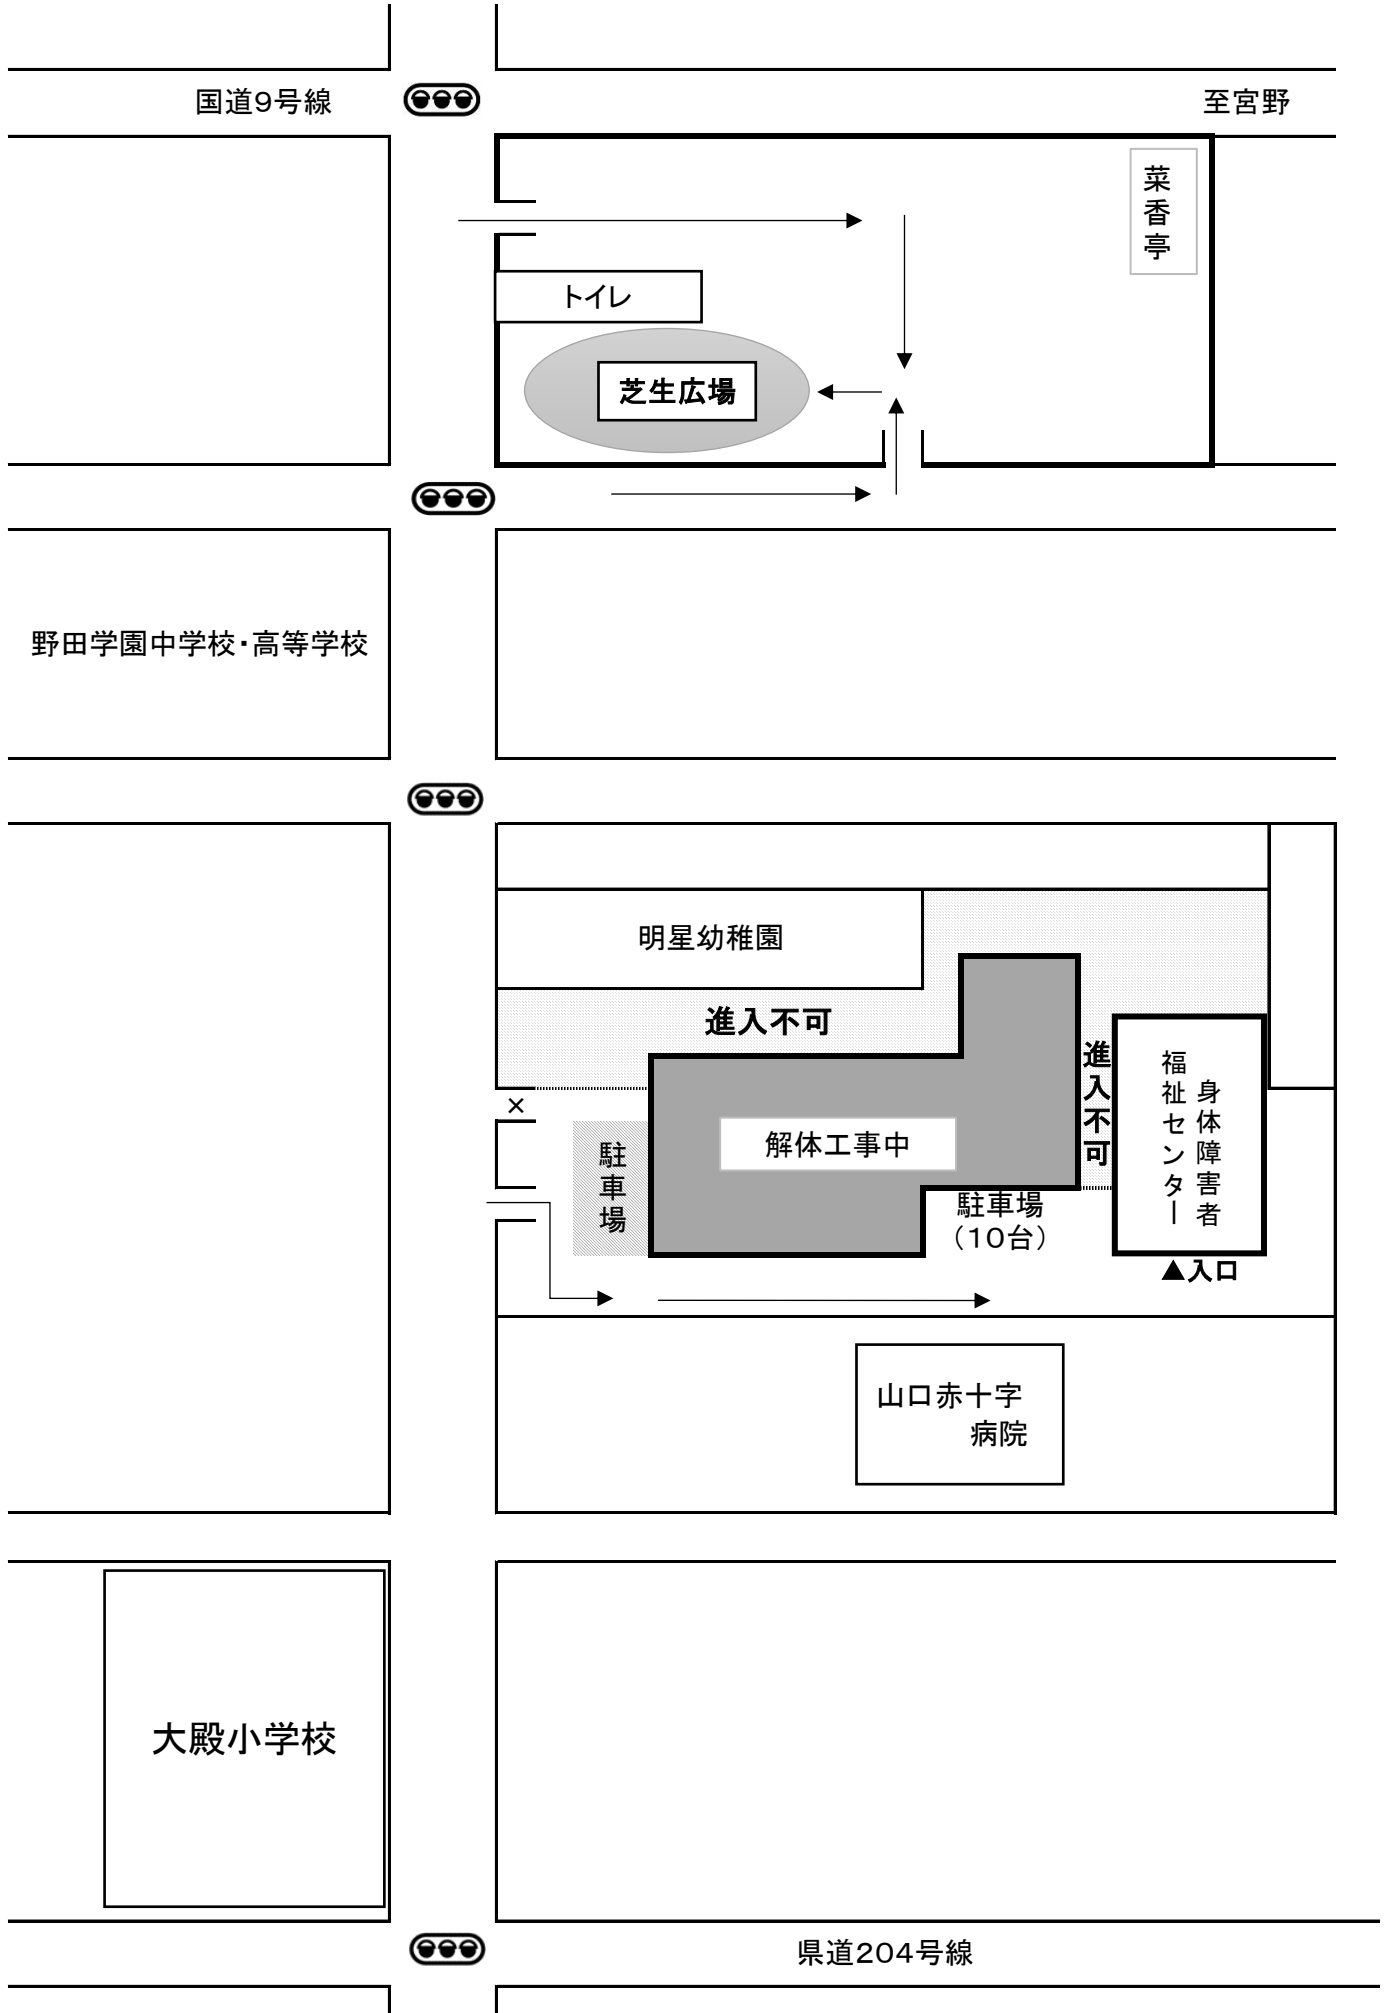 国道9号線
至宮野
菜香亭
トイレ
芝生広場
野田学園中学校・高等学校
明星幼稚園
進入不可
進入不可
身体障害者
福祉センター
×
解体工事中
駐車場
駐車場
（10台）
▲入口
山口赤十字
病院
大殿小学校
県道204号線